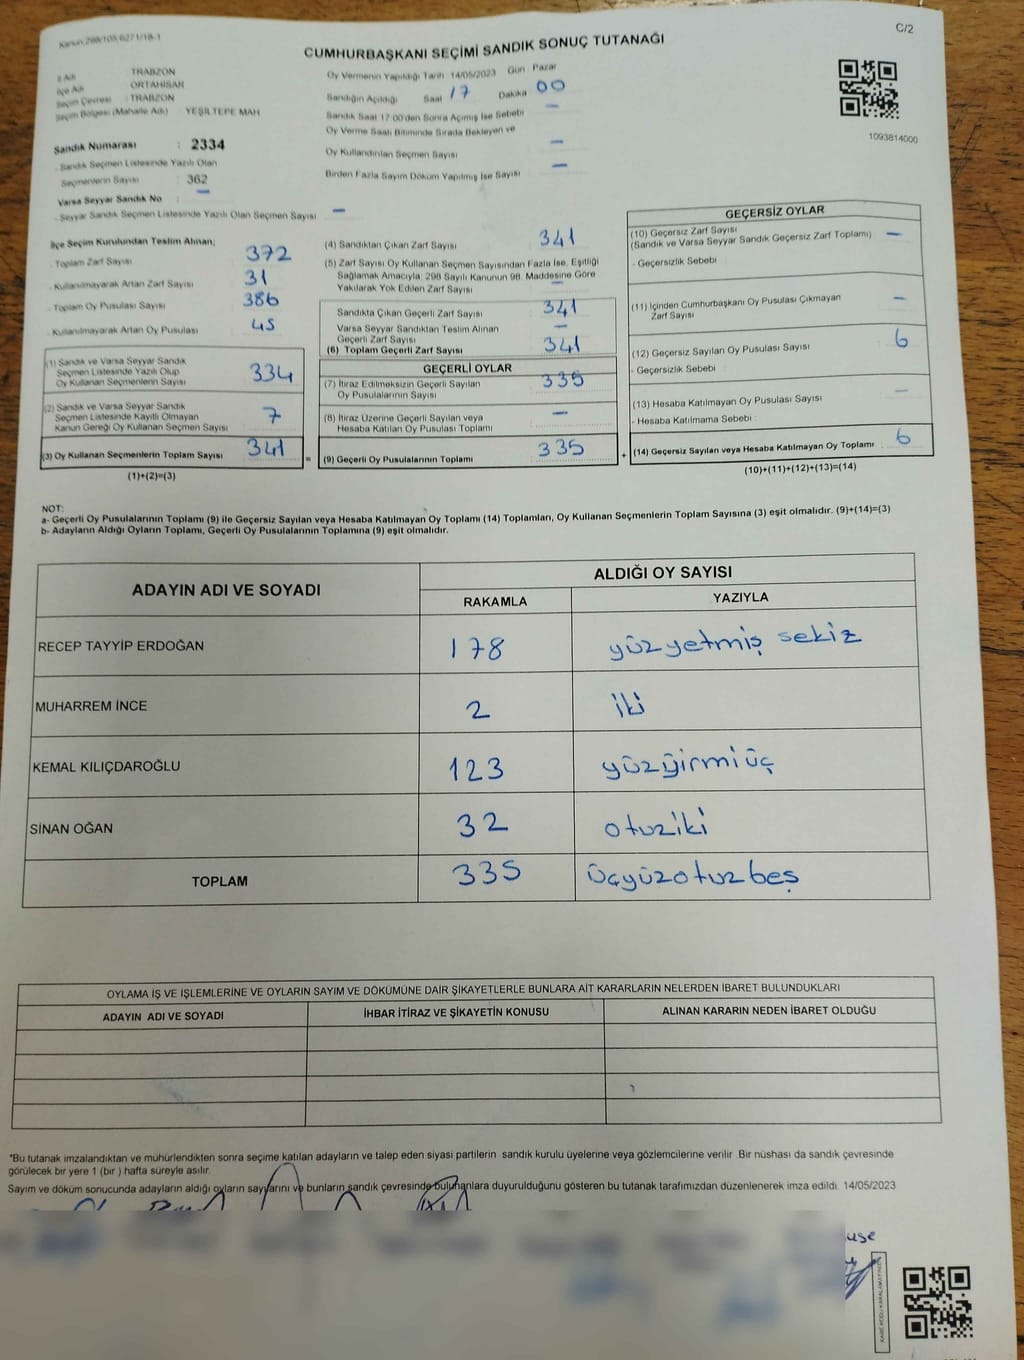 Kanun:298/105,6271/18-1
C/2
CUMHURBAŞKANI SEÇİMİ SANDIK SONUÇ TUTANAĞI
İl Adı TRABZON
İlçe Adı ORTAHİSAR
Seçim Çevresi : TRABZON
Seçim Bölgesi (Mahalle Adı) YEŞİLTEPE MAH
Oy Vermenin Yapıldığı Tarih 14/05/2023 Gün Pazar
Sandığın Açıldığı Saat 17 Dakika 00
Sandık Saat 17:00'den Sonra Açılmış İse Sebebi —
Oy Verme Saati Bitiminde Sırada Bekleyen ve
Oy Kullandırılan Seçmen Sayısı —
Birden Fazla Sayım Döküm Yapılmış İse Sayısı —
1093814000
Sandık Numarası : 2334
- Sandık Seçmen Listesinde Yazılı Olan
Seçmenlerin Sayısı : 362
Varsa Seyyar Sandık No —
- Seyyar Sandık Seçmen Listesinde Yazılı Olan Seçmen Sayısı —
İlçe Seçim Kurulundan Teslim Alınan;
- Toplam Zarf Sayısı 372
- Kullanılmayarak Artan Zarf Sayısı 31
- Toplam Oy Pusulası Sayısı 386
- Kullanılmayarak Artan Oy Pusulası 45
(1) Sandık ve Varsa Seyyar Sandık
Seçmen Listesinde Yazılı Olup
Oy Kullanan Seçmenlerin Sayısı 334
(2) Sandık ve Varsa Seyyar Sandık
Seçmen Listesinde Kayıtlı Olmayan
Kanun Gereği Oy Kullanan Seçmen Sayısı 7
(3) Oy Kullanan Seçmenlerin Toplam Sayısı 341
(1)+(2)=(3)
(4) Sandıktan Çıkan Zarf Sayısı 341
(5) Zarf Sayısı Oy Kullanan Seçmen Sayısından Fazla İse, Eşitliği
Sağlamak Amacıyla, 298 Sayılı Kanunun 98. Maddesine Göre
Yakılarak Yok Edilen Zarf Sayısı —
Sandıkta Çıkan Geçerli Zarf Sayısı 341
Varsa Seyyar Sandıktan Teslim Alınan
Geçerli Zarf Sayısı —
(6) Toplam Geçerli Zarf Sayısı 341
GEÇERLİ OYLAR
(7) İtiraz Edilmeksizin Geçerli Sayılan
Oy Pusulalarının Sayısı 335
(8) İtiraz Üzerine Geçerli Sayılan veya
Hesaba Katılan Oy Pusulası Toplamı —
= (9) Geçerli Oy Pusulalarının Toplamı 335 +
GEÇERSİZ OYLAR
(10) Geçersiz Zarf Sayısı
(Sandık ve Varsa Seyyar Sandık Geçersiz Zarf Toplamı) —
- Geçersizlik Sebebi
(11) İçinden Cumhurbaşkanı Oy Pusulası Çıkmayan
Zarf Sayısı —
(12) Geçersiz Sayılan Oy Pusulası Sayısı 6
- Geçersizlik Sebebi
(13) Hesaba Katılmayan Oy Pusulası Sayısı —
- Hesaba Katılmama Sebebi
(14) Geçersiz Sayılan veya Hesaba Katılmayan Oy Toplamı 6
(10)+(11)+(12)+(13)=(14)
NOT:
a- Geçerli Oy Pusulalarının Toplamı (9) ile Geçersiz Sayılan veya Hesaba Katılmayan Oy Toplamı (14) Toplamları, Oy Kullanan Seçmenlerin Toplam Sayısına (3) eşit olmalıdır. (9)+(14)=(3)
b- Adayların Aldığı Oyların Toplamı, Geçerli Oy Pusulalarının Toplamına (9) eşit olmalıdır.
ADAYIN ADI VE SOYADI
ALDIĞI OY SAYISI
RAKAMLA YAZIYLA
RECEP TAYYİP ERDOĞAN 178 yüzyetmiş sekiz
MUHARREM İNCE 2 iki
KEMAL KILIÇDAROĞLU 123 yüzyirmiüç
SİNAN OĞAN 32 otuziki
TOPLAM 335 üçyüzotuzbeş
OYLAMA İŞ VE İŞLEMLERİNE VE OYLARIN SAYIM VE DÖKÜMÜNE DAİR ŞİKAYETLERLE BUNLARA AİT KARARLARIN NELERDEN İBARET BULUNDUKLARI
ADAYIN ADI VE SOYADI İHBAR İTİRAZ VE ŞİKAYETİN KONUSU ALINAN KARARIN NEDEN İBARET OLDUĞU
*Bu tutanak imzalandıktan ve mühürlendikten sonra seçime katılan adayların ve talep eden siyasi partilerin sandık kurulu üyelerine veya gözlemcilerine verilir .Bir nüshası da sandık çevresinde
görülecek bir yere 1 (bir ) hafta süreyle asılır.
Sayım ve döküm sonucunda adayların aldığı oyların sayılarını ve bunların sandık çevresinde bulunanlara duyurulduğunu gösteren bu tutanak tarafımızdan düzenlenerek imza edildi. 14/05/2023
KARE KODU KARALAMAYINIZ